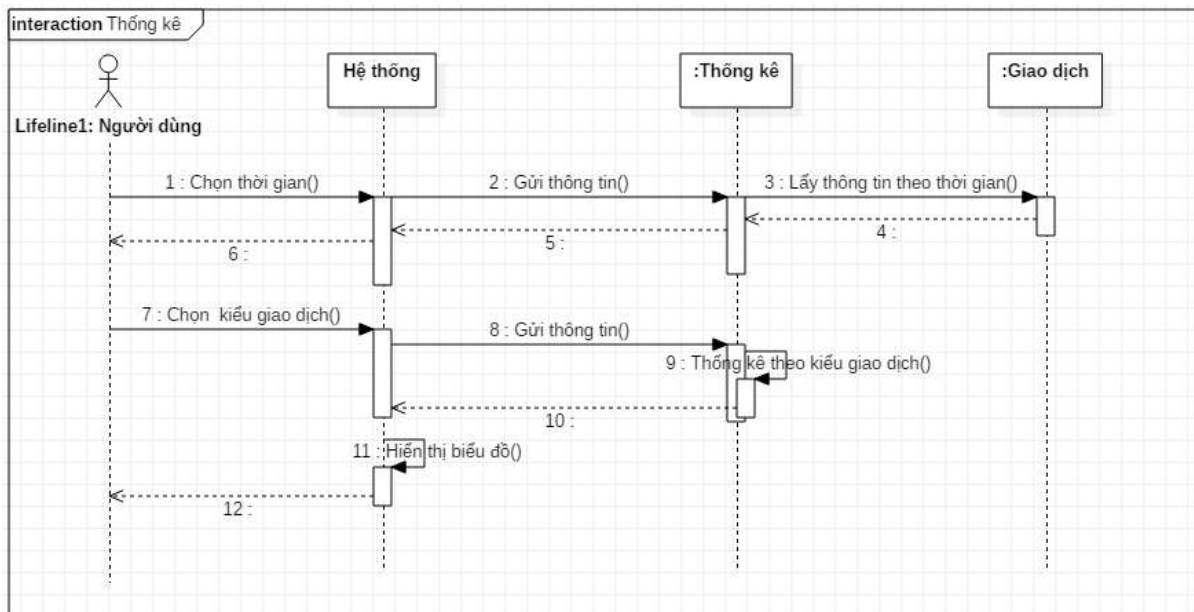 interaction Thống kê
Hệ thống
:Thống kê
:Giao dịch
Lifeline1: Người dùng
1 : Chọn thời gian()
2 : Gửi thông tin()
3 : Lấy thông tin theo thời gian()
4 :
5 :
6 :
7 : Chọn kiểu giao dịch()
8 : Gửi thông tin()
9 : Thống kê theo kiểu giao dịch()
10 :
11 : Hiển thị biểu đồ()
12 :